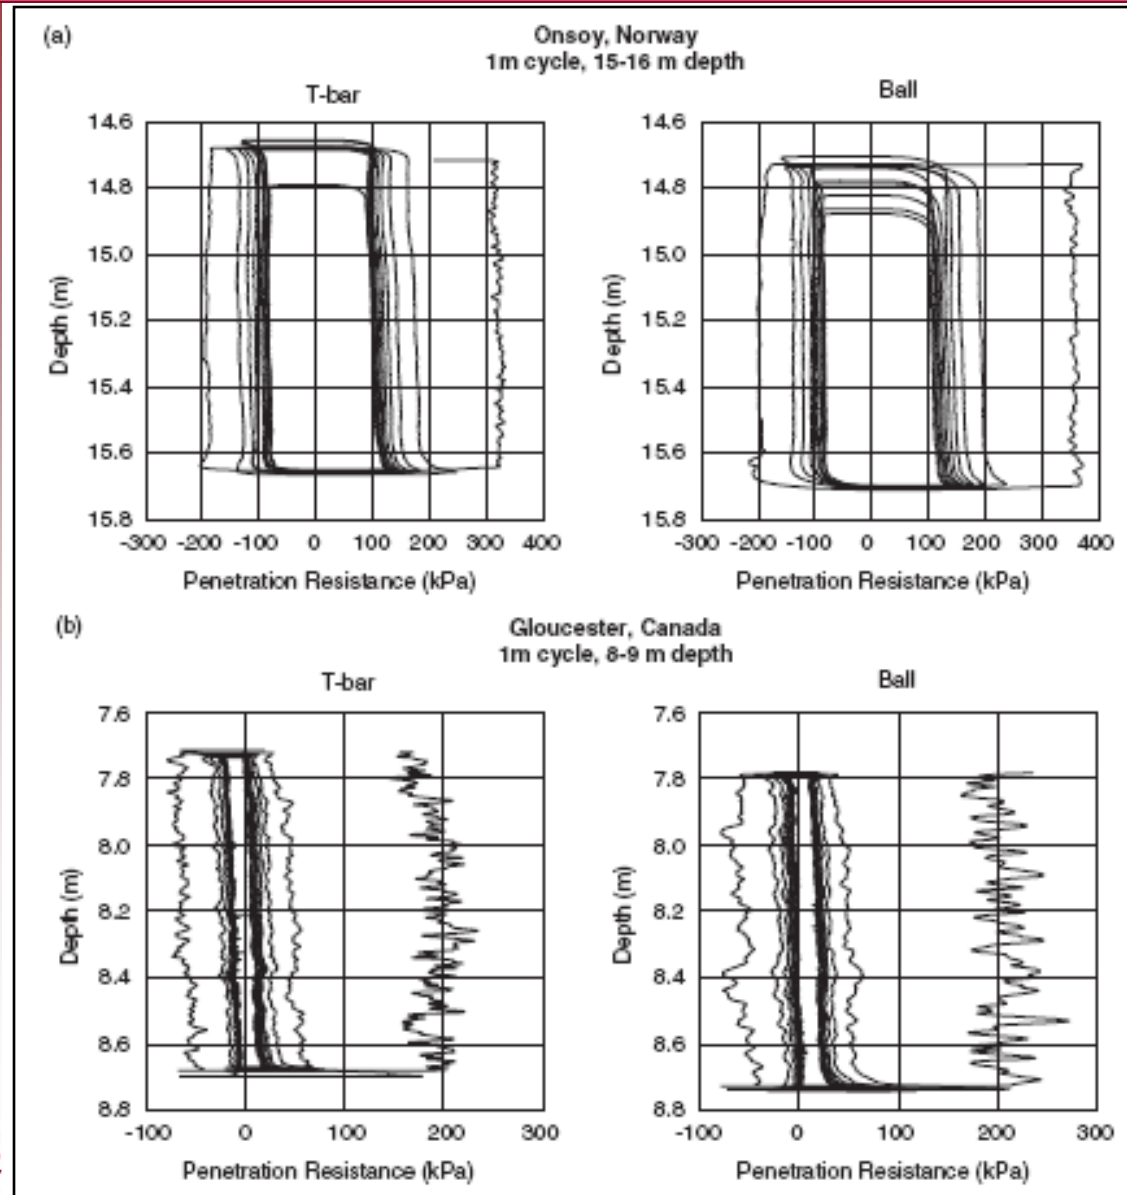 (a)
Onsoy, Norway
1m cycle, 15-16 m depth
T-bar
Ball
14.6
14.8
15.0
15.2
15.4
15.6
15.8
Depth (m)
-300 -200 -100 0 100 200 300 400
Penetration Resistance (kPa)
14.6
14.8
15.0
15.2
15.4
15.6
15.8
Depth (m)
-300 -200 -100 0 100 200 300 400
Penetration Resistance (kPa)
(b)
Gloucester, Canada
1m cycle, 8-9 m depth
T-bar
Ball
7.6
7.8
8.0
8.2
8.4
8.6
8.8
Depth (m)
-100 0 100 200 300
Penetration Resistance (kPa)
7.6
7.8
8.0
8.2
8.4
8.6
8.8
Depth (m)
-100 0 100 200 300
Penetration Resistance (kPa)